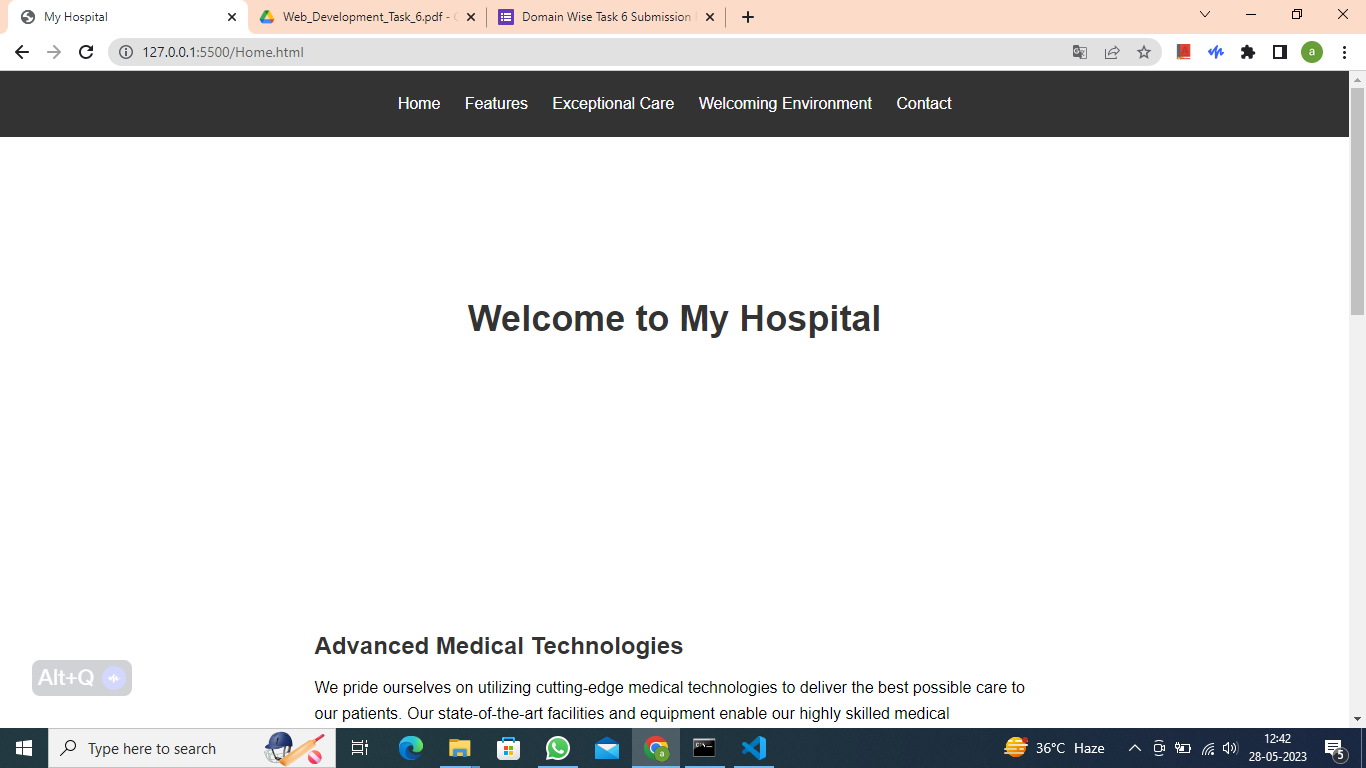 My Hospital
Web_Development_Task_6.pdf -
Domain Wise Task 6 Submission
127.0.0.1:5500/Home.html
a
Home Features Exceptional Care Welcoming Environment Contact
Welcome to My Hospital
Advanced Medical Technologies
We pride ourselves on utilizing cutting-edge medical technologies to deliver the best possible care to
our patients. Our state-of-the-art facilities and equipment enable our highly skilled medical
Alt+Q
Type here to search
a
36°C Haze
12:42
28-05-2023
5